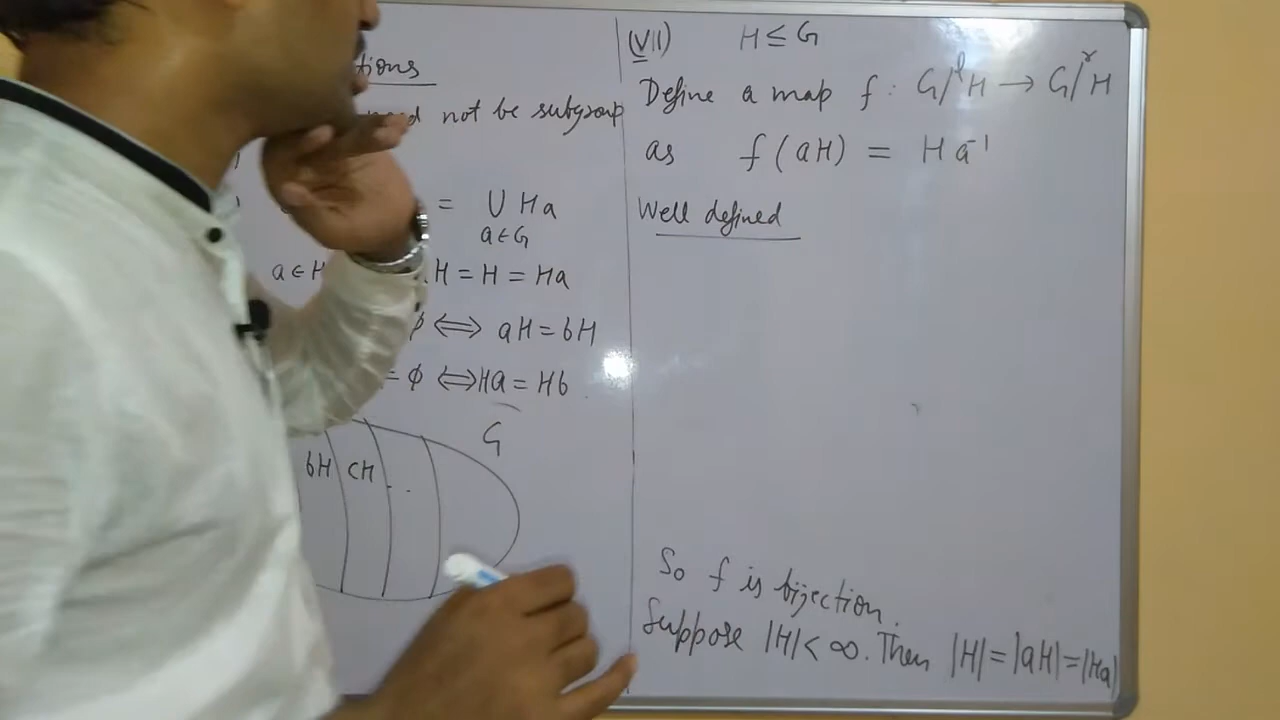 tions
not be subgroup
= ∪ Ha
a∈G
a∈H H = H = Ha
ϕ ⟺ aH = bH
= ϕ ⟺ Ha = Hb
G
bH CH . .
(VII) H ≤ G
Define a map f : G/ˡH → G/ʳH
as f(aH) = Ha⁻¹
Well defined
So f is bijection.
Suppose |H| < ∞. Then |H| = |aH| = |Ha|